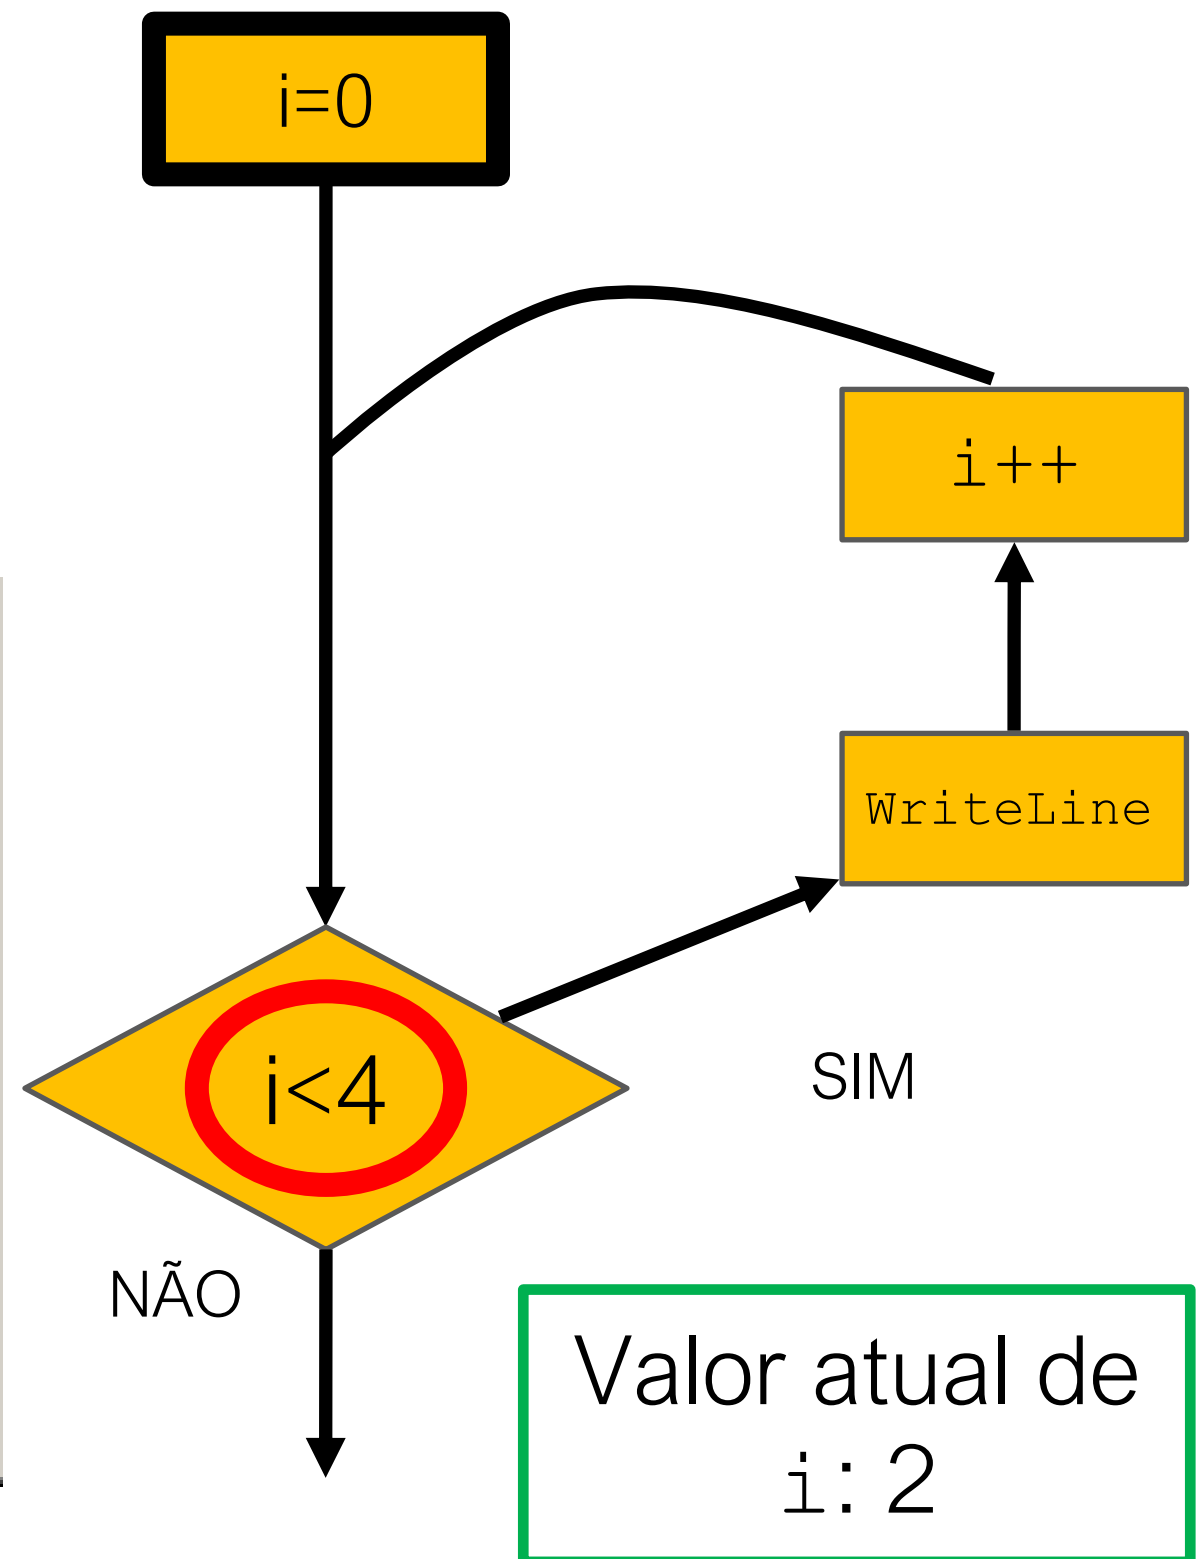 i=0
i++
WriteLine
i<4
SIM
NÃO
Valor atual de
i: 2